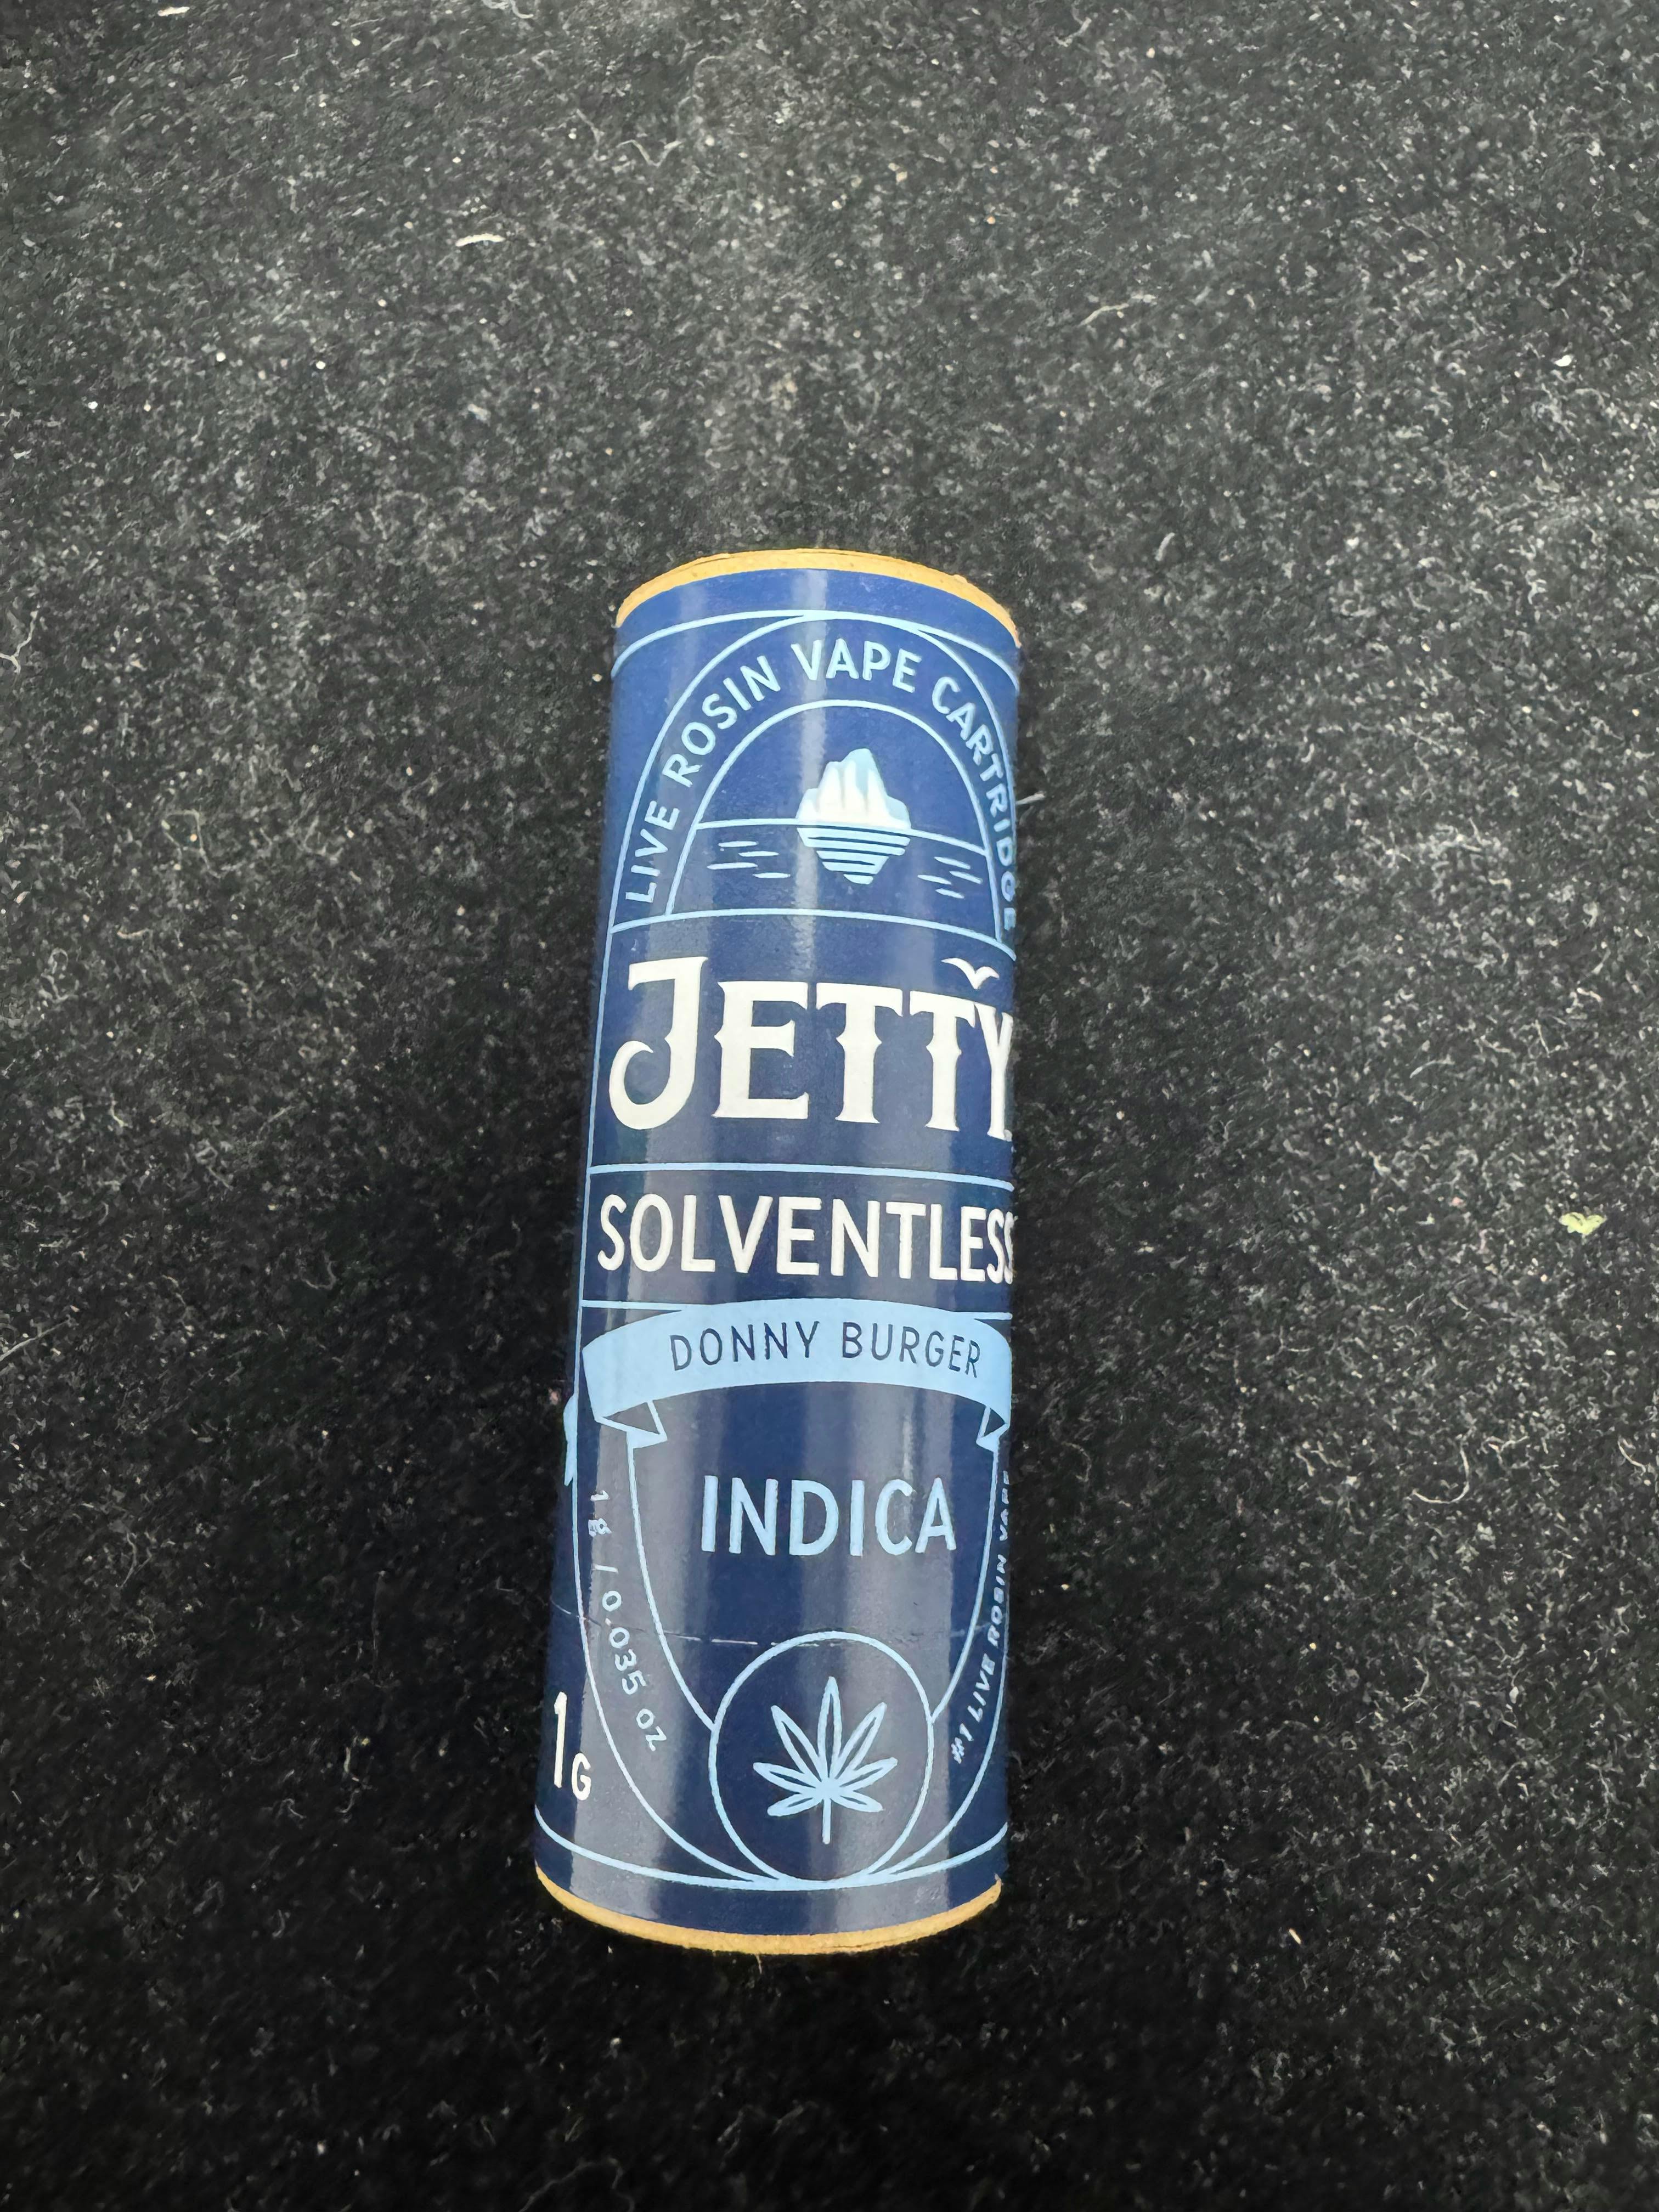 LIVE ROSIN VAPE CARTRIDGE
JETTY
SOLVENTLESS
DONNY BURGER
INDICA
1g / 0.035 OZ
#1 LIVE ROSIN VAPE
1G